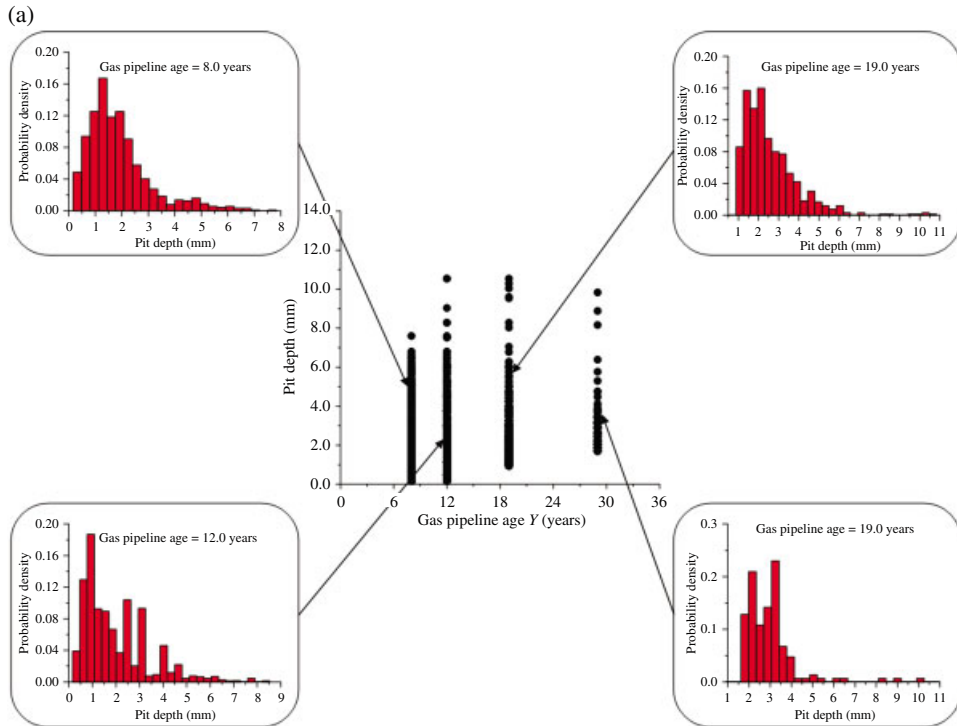 (a)
0.20
0.16
0.12
0.08
0.04
0.00
Probability density
Gas pipeline age = 8.0 years
0 1 2 3 4 5 6 7 8
Pit depth (mm)
0.20
0.16
0.12
0.08
0.04
0.00
Probability density
Gas pipeline age = 19.0 years
1 2 3 4 5 6 7 8 9 10 11
Pit depth (mm)
14.0
12.0
10.0
8.0
6.0
4.0
2.0
0.0
Pit depth (mm)
0 6 12 18 24 30 36
Gas pipeline age Y (years)
0.20
0.16
0.12
0.08
0.04
0.00
Probability density
Gas pipeline age = 12.0 years
0 1 2 3 4 5 6 7 8 9
Pit depth (mm)
0.3
0.2
0.1
0.0
Probability density
Gas pipeline age = 19.0 years
1 2 3 4 5 6 7 8 9 10 11
Pit depth (mm)